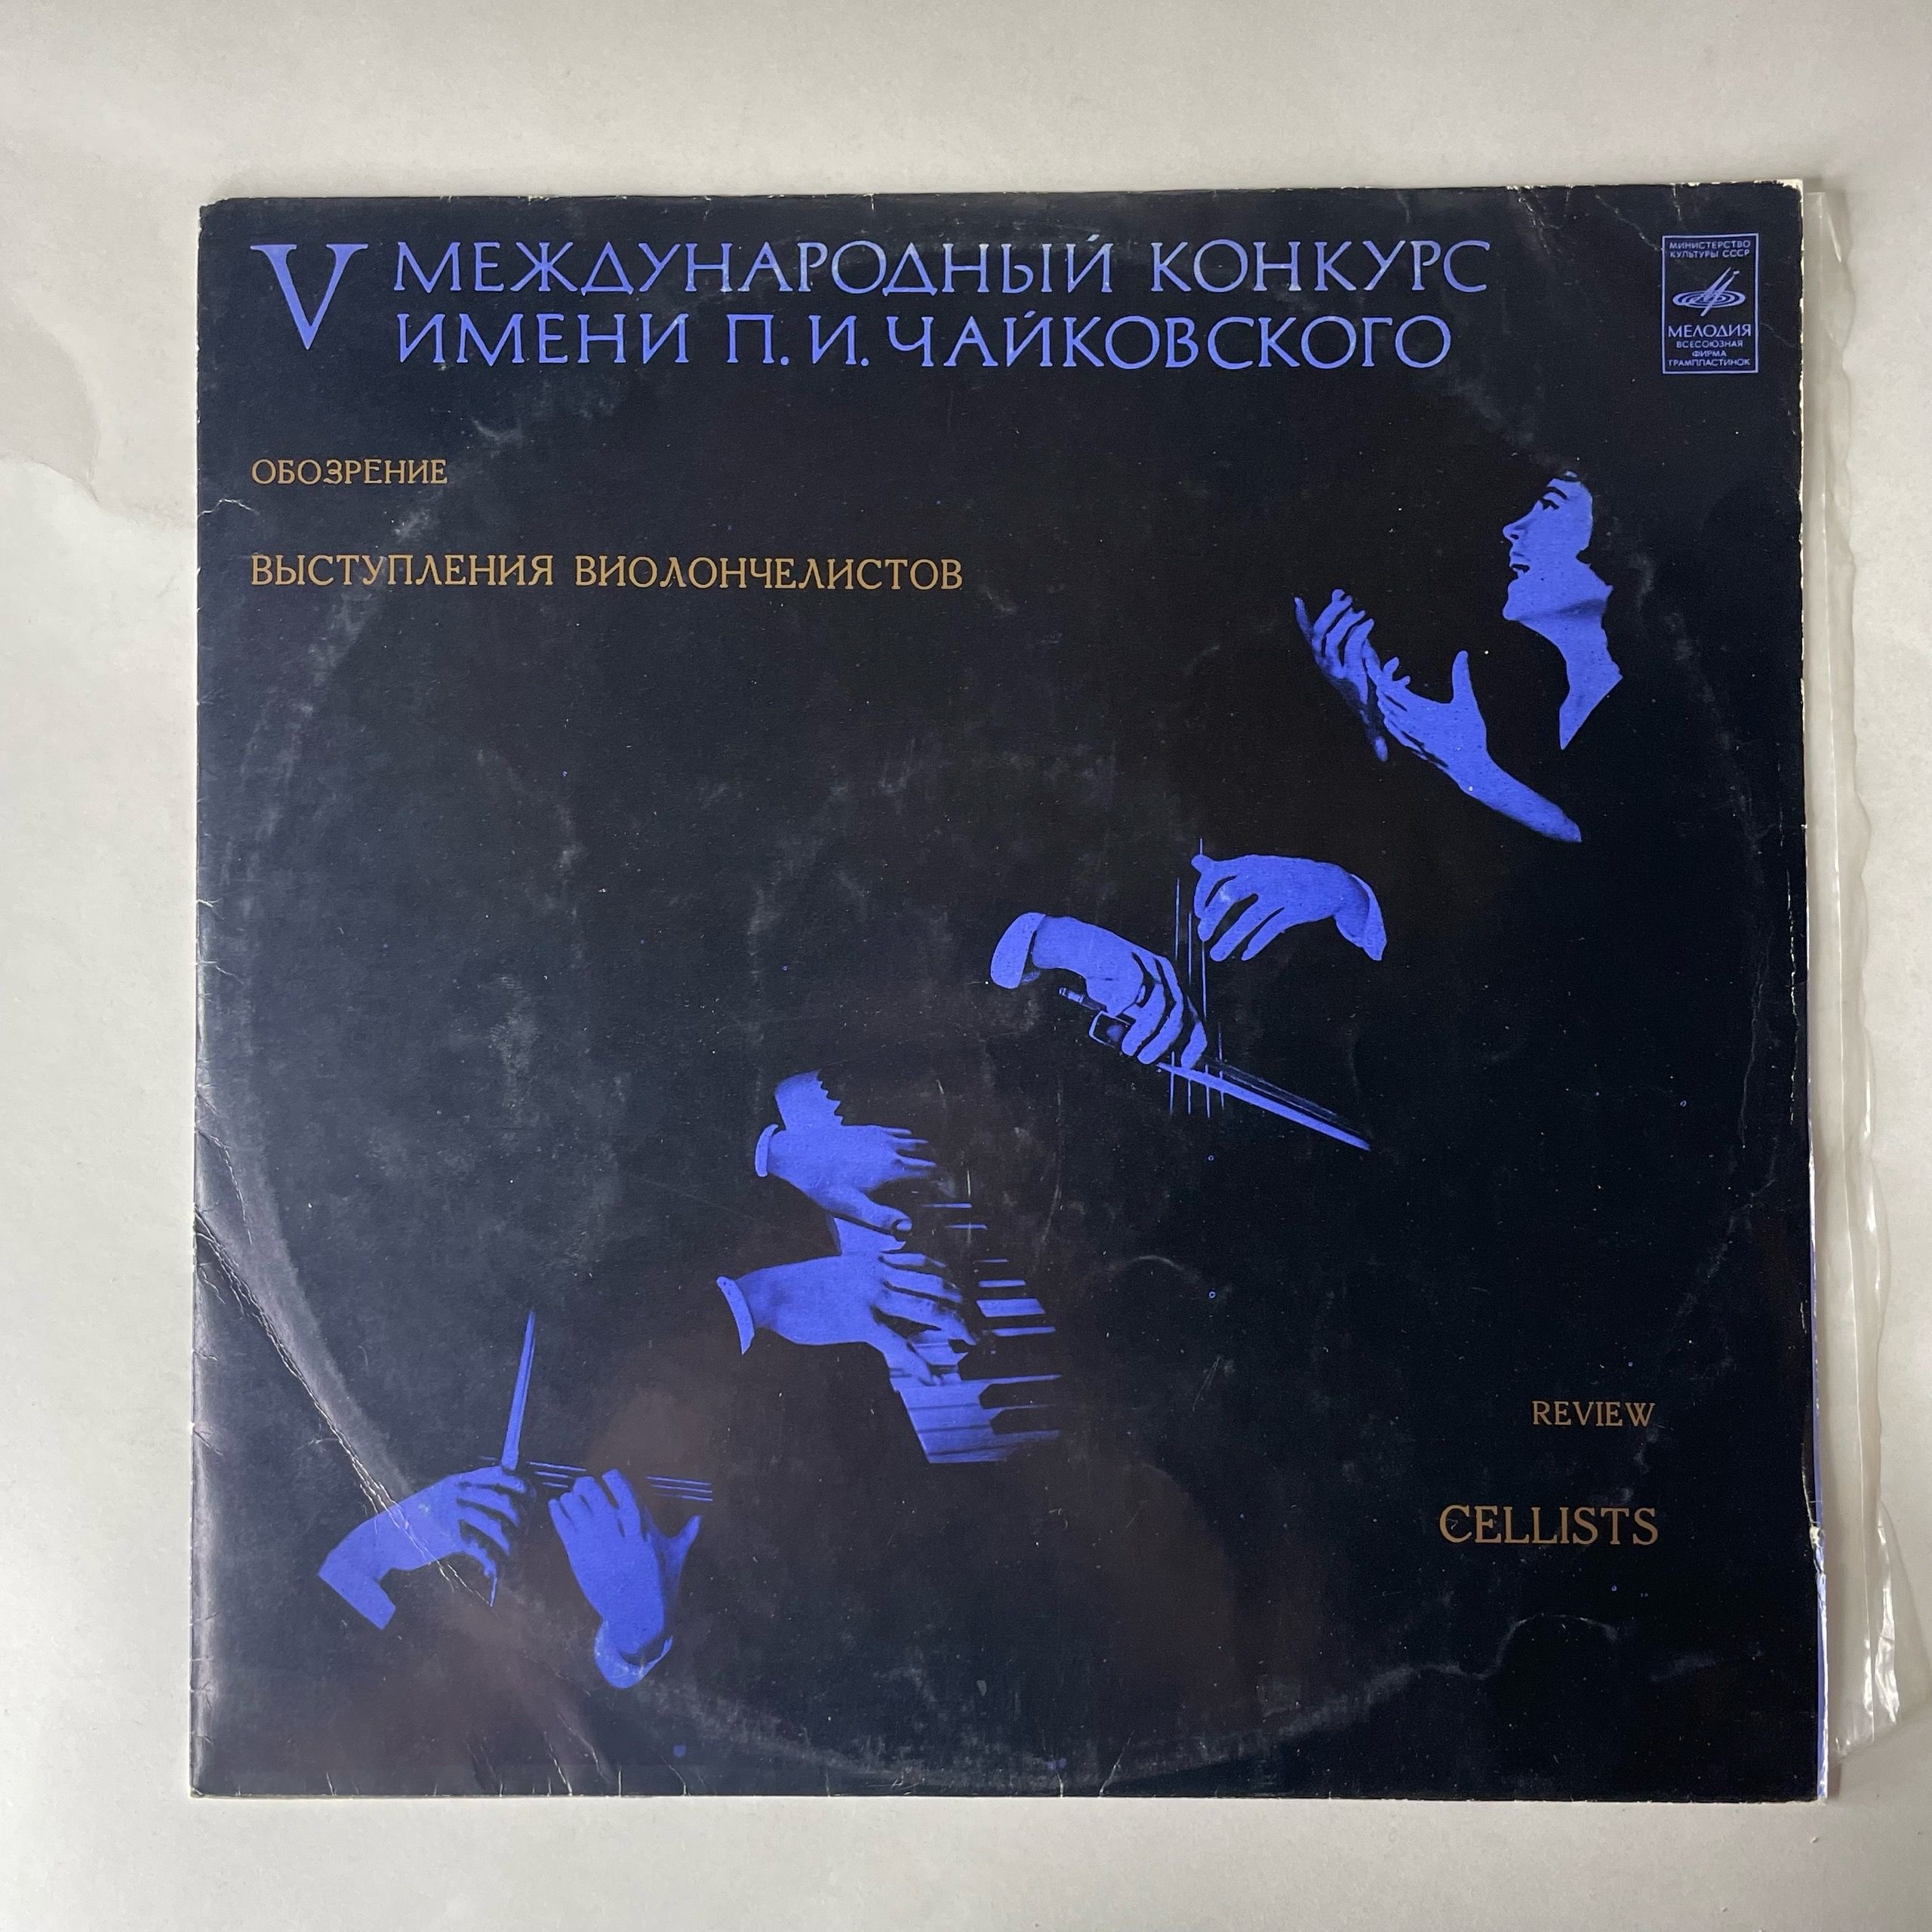 V МЕЖДУНАРОДНЫЙ КОНКУРС
ИМЕНИ П. И. ЧАЙКОВСКОГО
МИНИСТЕРСТВО
КУЛЬТУРЫ СССР
МЕЛОДИЯ
ВСЕСОЮЗНАЯ
ФИРМА
ГРАМПЛАСТИНОК
ОБОЗРЕНИЕ
ВЫСТУПЛЕНИЯ ВИОЛОНЧЕЛИСТОВ
REVIEW
CELLISTS